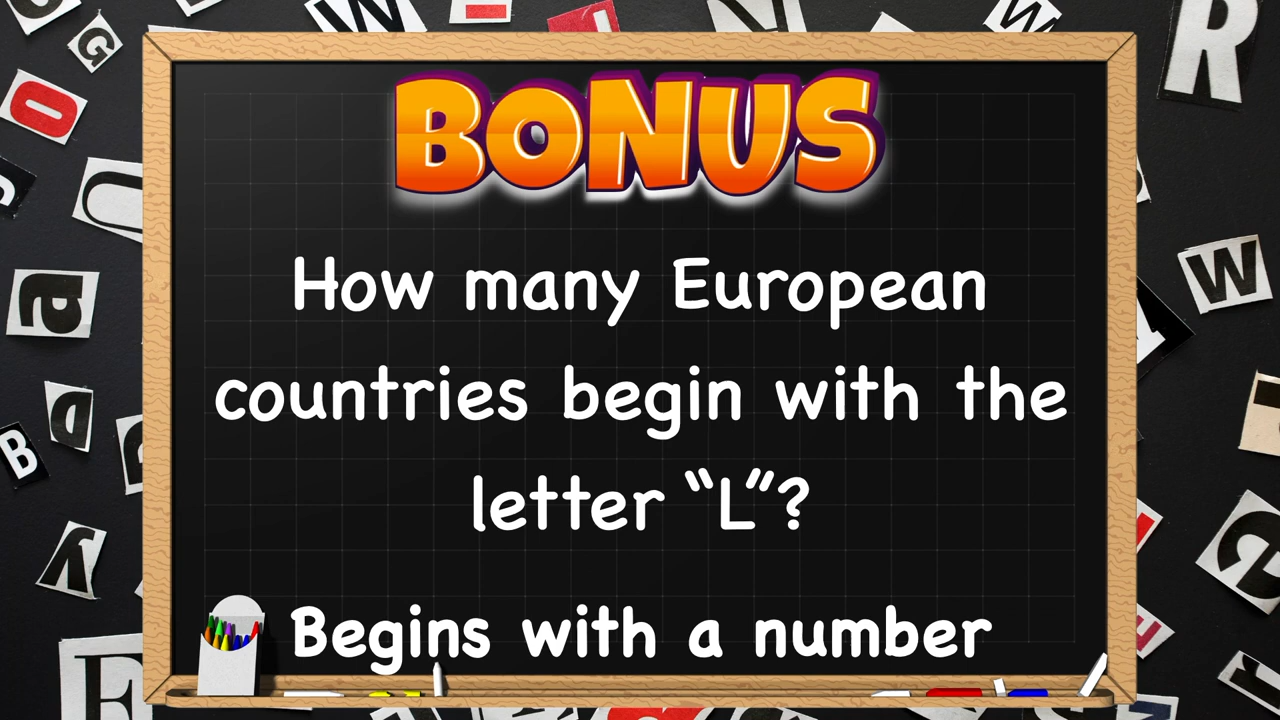 BONUS
How many European
countries begin with the
letter “L”?
Begins with a number